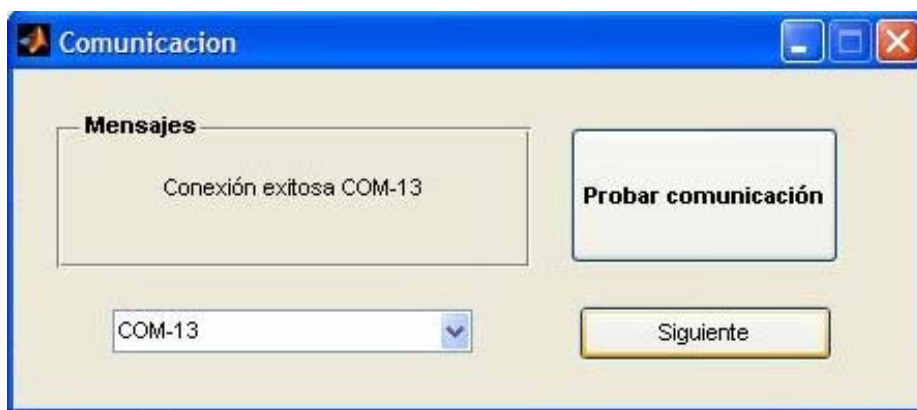 Comunicacion
Mensajes
Conexión exitosa COM-13
Probar comunicación
COM-13
Siguiente